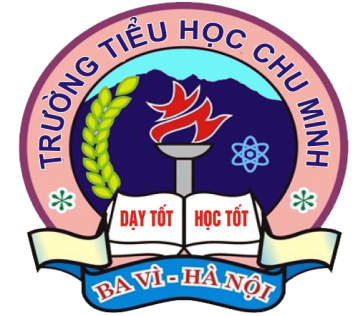 TRƯỜNG TIỂU HỌC CHU MINH
DẠY TỐT HỌC TỐT
BA VÌ - HÀ NỘI